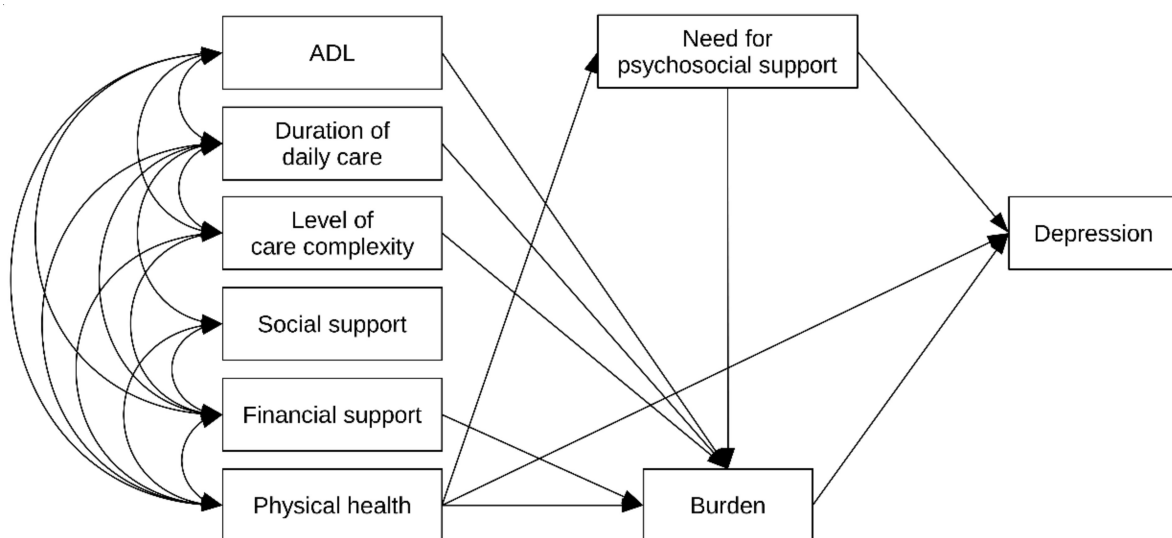 ADL
Duration of
daily care
Level of
care complexity
Social support
Financial support
Physical health
Need for
psychosocial support
Burden
Depression